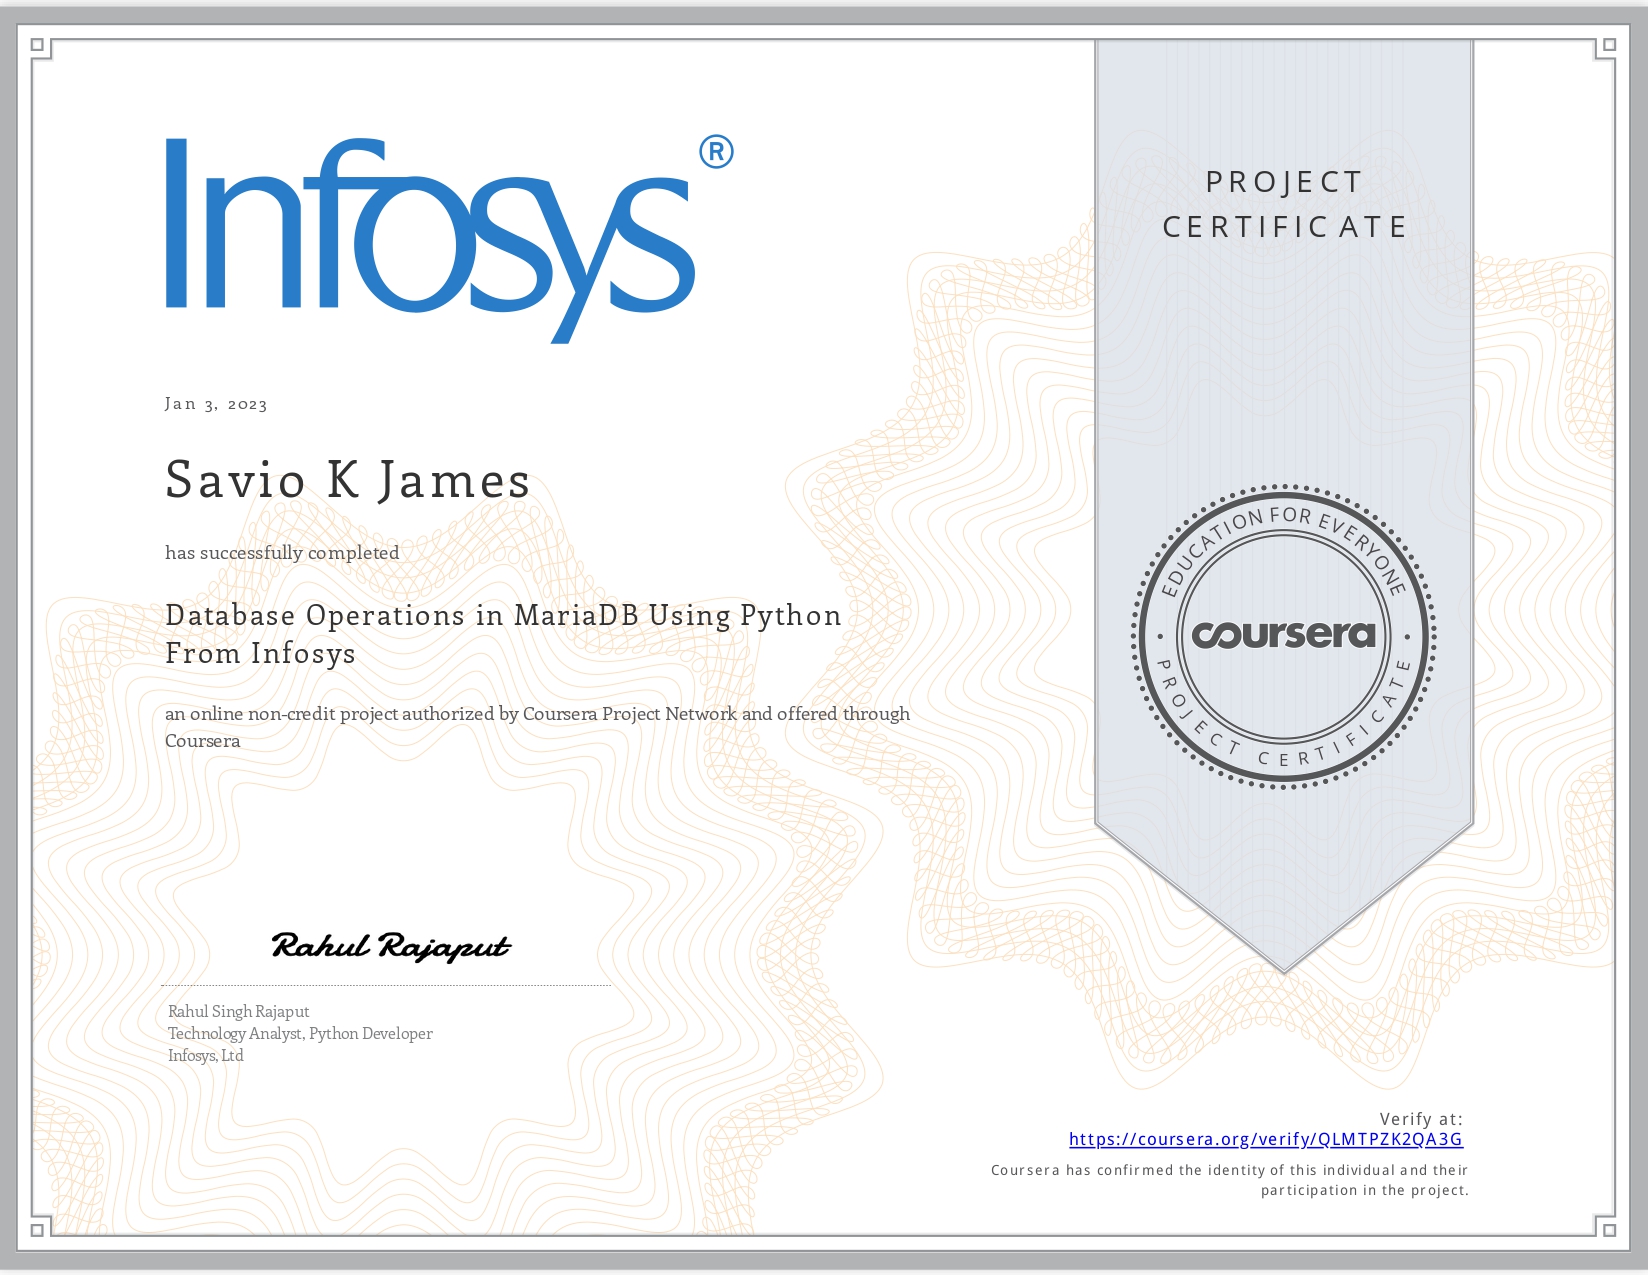 Infosys®
PROJECT
CERTIFICATE
Jan 3, 2023
Savio K James
has successfully completed
Database Operations in MariaDB Using Python
From Infosys
an online non-credit project authorized by Coursera Project Network and offered through
Coursera
EDUCATION FOR EVERYONE
coursera
PROJECT CERTIFICATE
Rahul Rajaput
Rahul Singh Rajaput
Technology Analyst, Python Developer
Infosys, Ltd
Verify at:
https://coursera.org/verify/QLMTPZK2QA3G
Coursera has confirmed the identity of this individual and their
participation in the project.